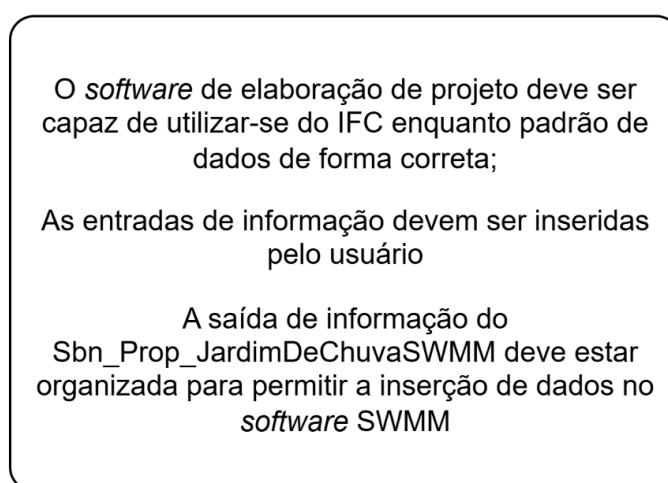 O software de elaboração de projeto deve ser
capaz de utilizar-se do IFC enquanto padrão de
dados de forma correta;
As entradas de informação devem ser inseridas
pelo usuário
A saída de informação do
Sbn_Prop_JardimDeChuvaSWMM deve estar
organizada para permitir a inserção de dados no
software SWMM